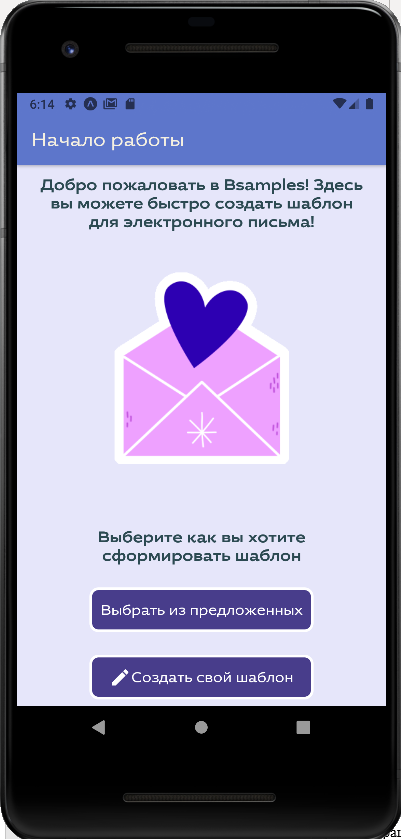 6:14
Начало работы
Добро пожаловать в Bsamples! Здесь
вы можете быстро создать шаблон
для электронного письма!
Выберите как вы хотите
сформировать шаблон
Выбрать из предложенных
Создать свой шаблон